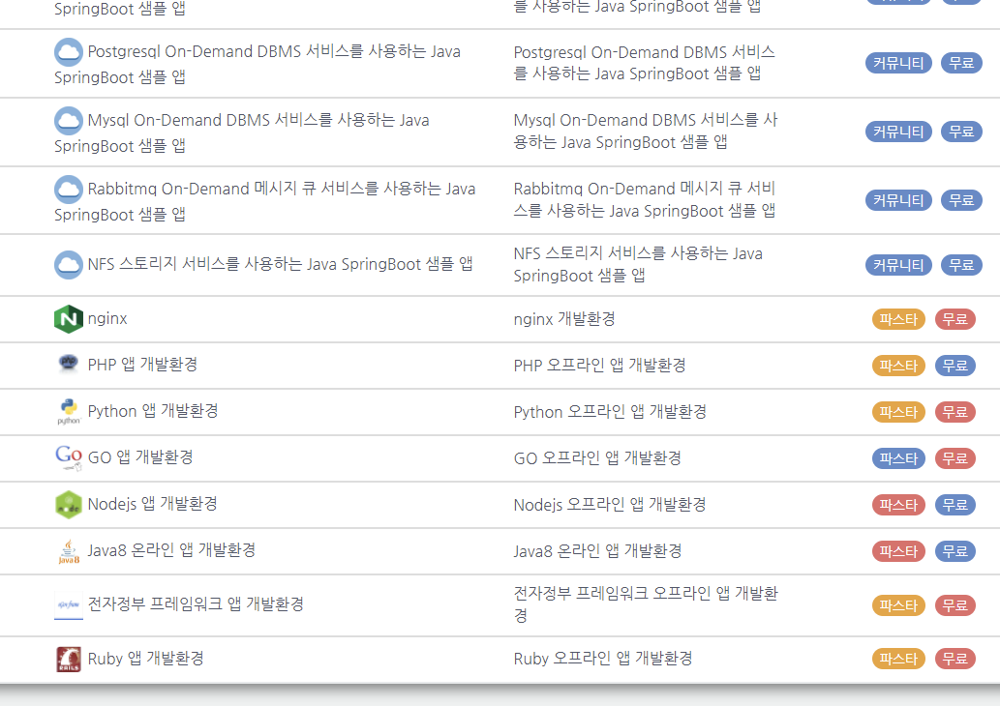 SpringBoot 샘플 앱
를 사용하는 Java SpringBoot 샘플 앱
Postgresql On-Demand DBMS 서비스를 사용하는 Java
SpringBoot 샘플 앱
Postgresql On-Demand DBMS 서비스
를 사용하는 Java SpringBoot 샘플 앱
커뮤니티 무료
Mysql On-Demand DBMS 서비스를 사용하는 Java
SpringBoot 샘플 앱
Mysql On-Demand DBMS 서비스를 사
용하는 Java SpringBoot 샘플 앱
커뮤니티 무료
Rabbitmq On-Demand 메시지 큐 서비스를 사용하는 Java
SpringBoot 샘플 앱
Rabbitmq On-Demand 메시지 큐 서비
스를 사용하는 Java SpringBoot 샘플 앱
커뮤니티 무료
NFS 스토리지 서비스를 사용하는 Java SpringBoot 샘플 앱
NFS 스토리지 서비스를 사용하는 Java
SpringBoot 샘플 앱
커뮤니티 무료
N nginx
nginx 개발환경
파스타 무료
php PHP 앱 개발환경
PHP 오프라인 앱 개발환경
파스타 무료
python Python 앱 개발환경
Python 오프라인 앱 개발환경
파스타 무료
Go GO 앱 개발환경
GO 오프라인 앱 개발환경
파스타 무료
node Nodejs 앱 개발환경
Nodejs 오프라인 앱 개발환경
파스타 무료
Java8 Java8 온라인 앱 개발환경
Java8 오프라인 앱 개발환경
파스타 무료
전자정부 프레임워크 앱 개발환경
전자정부 프레임워크 오프라인 앱 개발환
경
파스타 무료
RAILS Ruby 앱 개발환경
Ruby 오프라인 앱 개발환경
파스타 무료